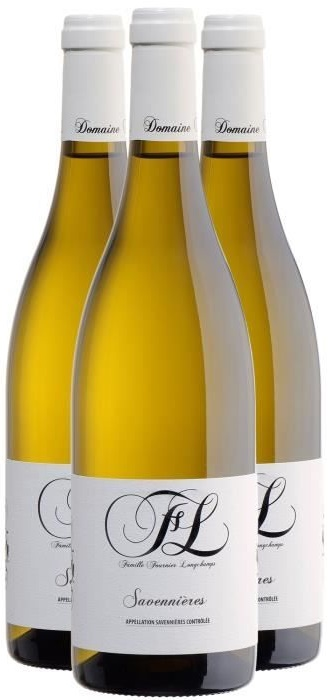 Domaine
Domaine
Domaine
FL
Famille Fournier Longchamps
Savennières
APPELLATION SAVENNIÈRES CONTRÔLÉE